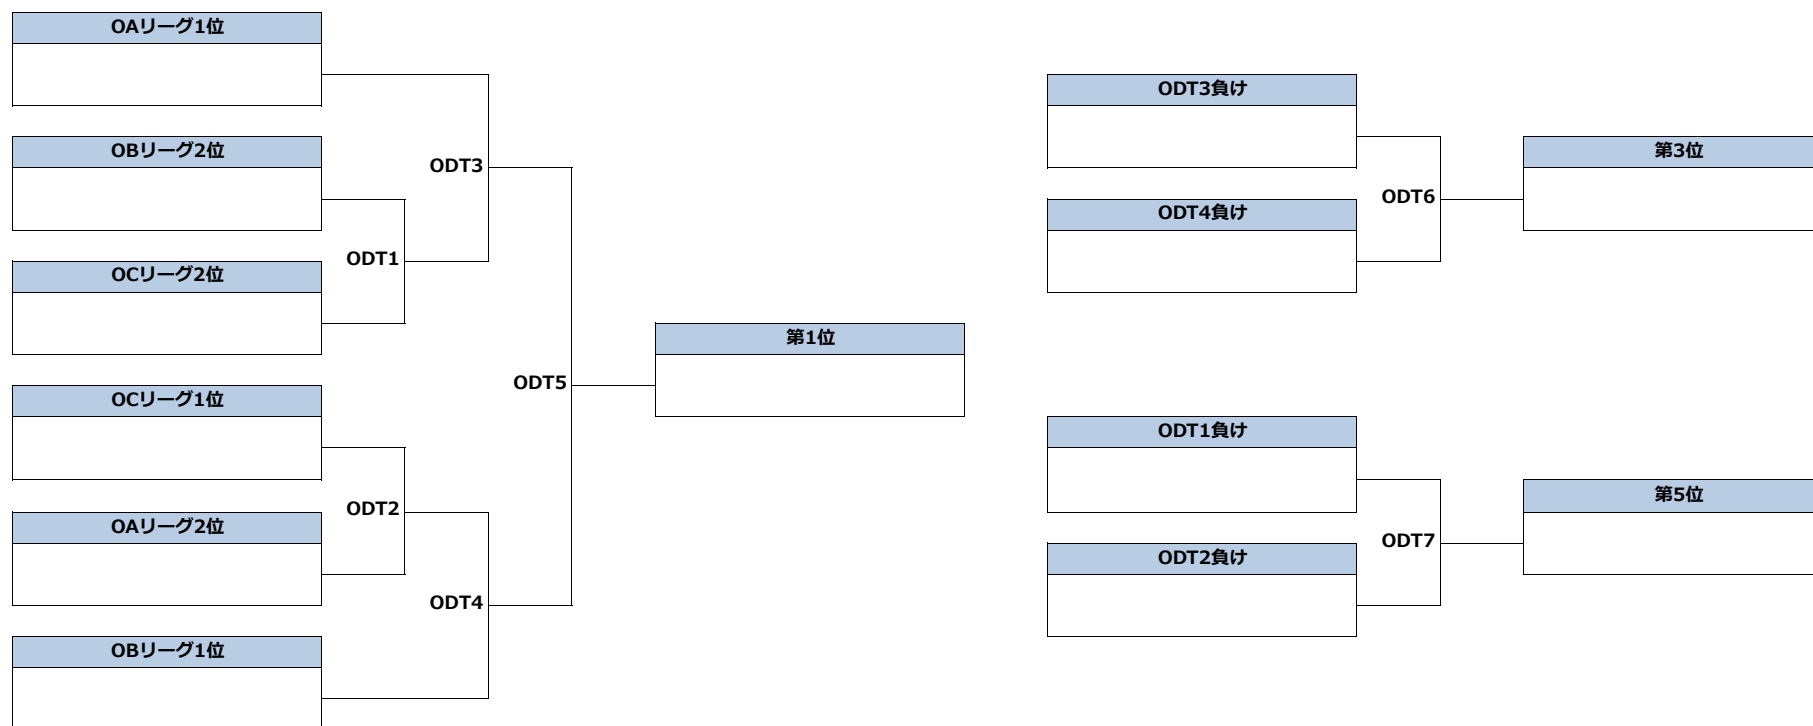 OAリーグ1位
OBリーグ2位
ODT3
ODT1
OCリーグ2位
OCリーグ1位
ODT5
第1位
ODT2
OAリーグ2位
ODT4
OBリーグ1位
ODT3負け
第3位
ODT6
ODT4負け
ODT1負け
第5位
ODT7
ODT2負け